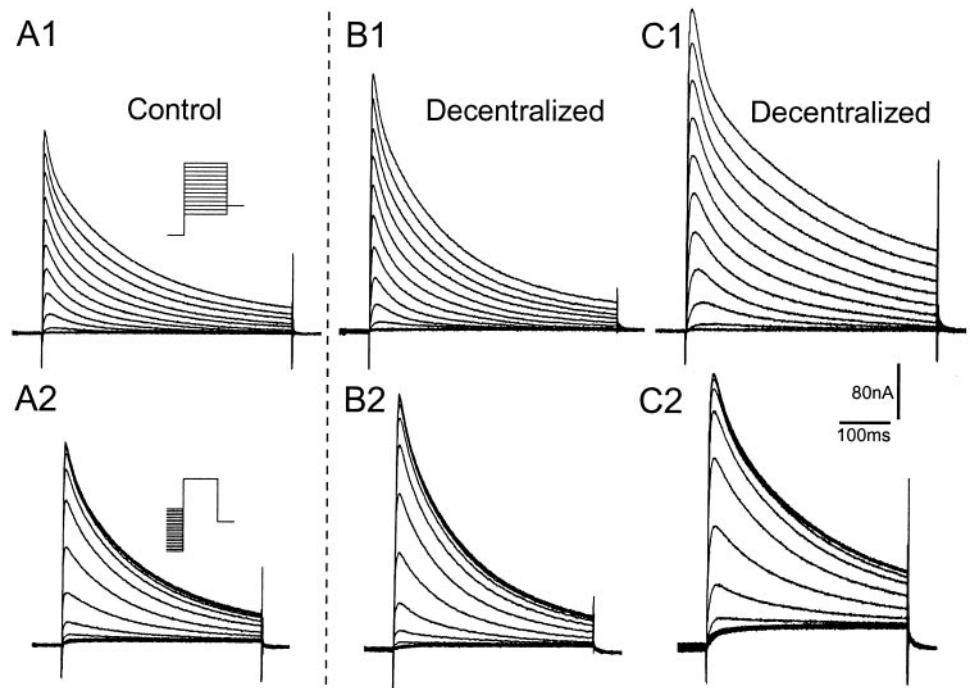 A1
Control
B1
Decentralized
C1
Decentralized
A2
B2
C2
80nA
100ms